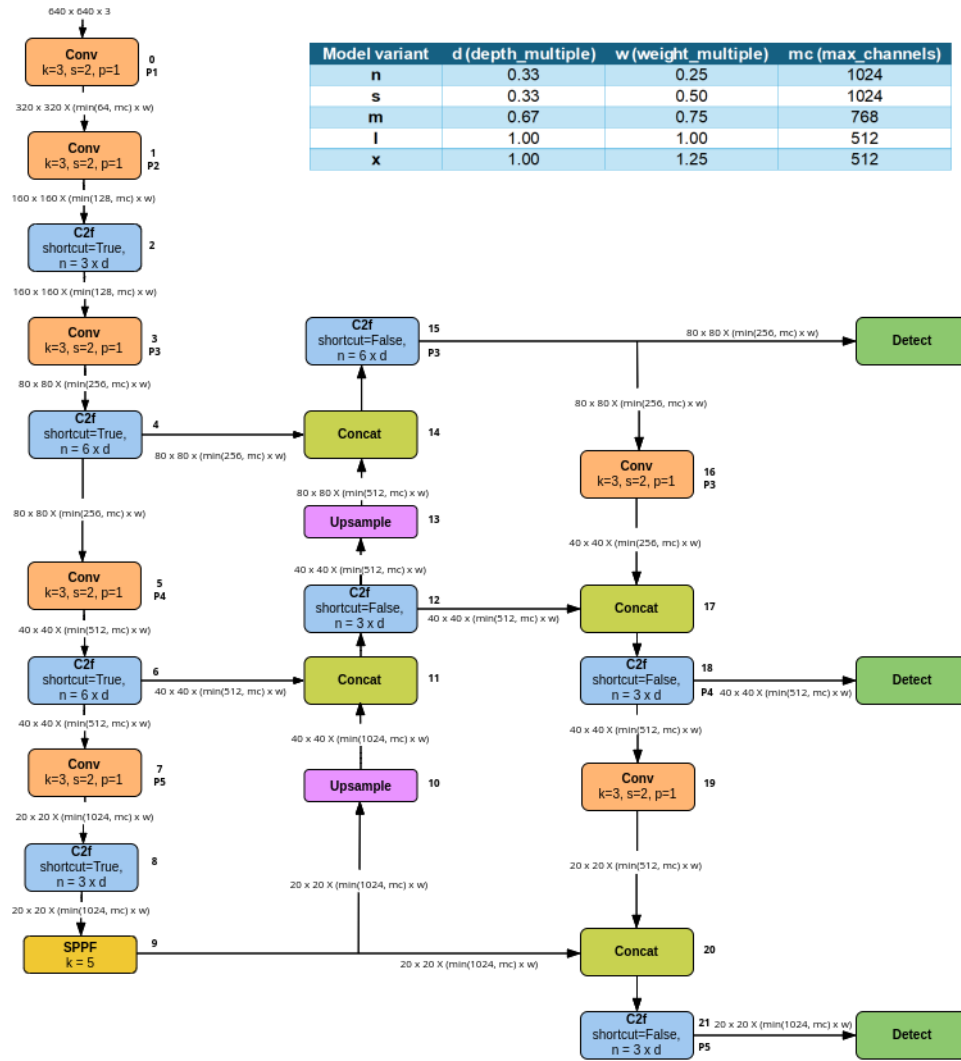 640 x 640 x 3
Conv
k=3, s=2, p=1
0
P1
320 x 320 X (min(64, mc) x w)
Conv
k=3, s=2, p=1
1
P2
160 x 160 X (min(128, mc) x w)
C2f
shortcut=True,
n = 3 x d
2
160 x 160 X (min(128, mc) x w)
Conv
k=3, s=2, p=1
3
P3
80 x 80 X (min(256, mc) x w)
C2f
shortcut=True,
n = 6 x d
4
80 x 80 x (min(256, mc) x w)
80 x 80 X (min(256, mc) x w)
Conv
k=3, s=2, p=1
5
P4
40 x 40 X (min(512, mc) x w)
C2f
shortcut=True,
n = 6 x d
6
40 x 40 x (min(512, mc) x w)
40 x 40 X (min(512, mc) x w)
Conv
k=3, s=2, p=1
7
P5
20 x 20 X (min(1024, mc) x w)
C2f
shortcut=True,
n = 3 x d
8
20 x 20 X (min(1024, mc) x w)
SPPF
k = 5
9
Model variant d (depth_multiple) w (weight_multiple) mc (max_channels)
n 0.33 0.25 1024
s 0.33 0.50 1024
m 0.67 0.75 768
l 1.00 1.00 512
x 1.00 1.25 512
C2f
shortcut=False,
n = 6 x d
15
P3
Concat
14
80 x 80 X (min(512, mc) x w)
Upsample
13
40 x 40 X (min(512, mc) x w)
C2f
shortcut=False,
n = 3 x d
12
40 x 40 x (min(512, mc) x w)
Concat
11
40 x 40 X (min(1024, mc) x w)
Upsample
10
20 x 20 X (min(1024, mc) x w)
20 x 20 X (min(1024, mc) x w)
80 x 80 X (min(256, mc) x w)
Detect
80 x 80 X (min(256, mc) x w)
Conv
k=3, s=2, p=1
16
P3
40 x 40 X (min(256, mc) x w)
Concat
17
C2f
shortcut=False,
n = 3 x d
18
P4
40 x 40 X (min(512, mc) x w)
Detect
40 x 40 X (min(512, mc) x w)
Conv
k=3, s=2, p=1
19
20 x 20 X (min(512, mc) x w)
Concat
20
C2f
shortcut=False,
n = 3 x d
21
P5
20 x 20 X (min(1024, mc) x w)
Detect